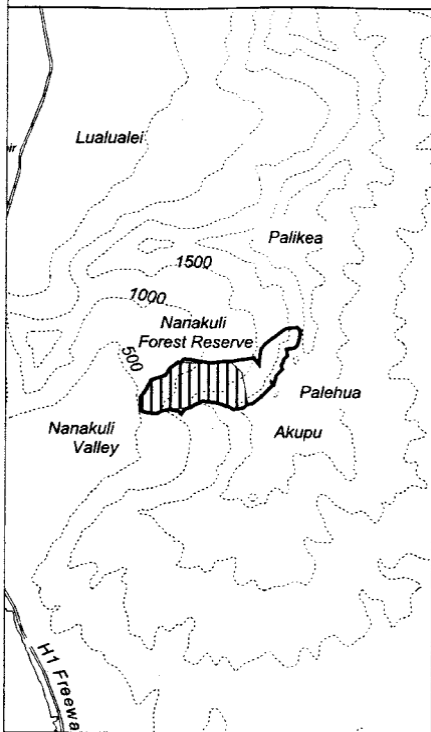 Lualualei
Palikea
1500
1000
Nanakuli
Forest Reserve
500
Palehua
Nanakuli
Valley
Akupu
H1 Freewa